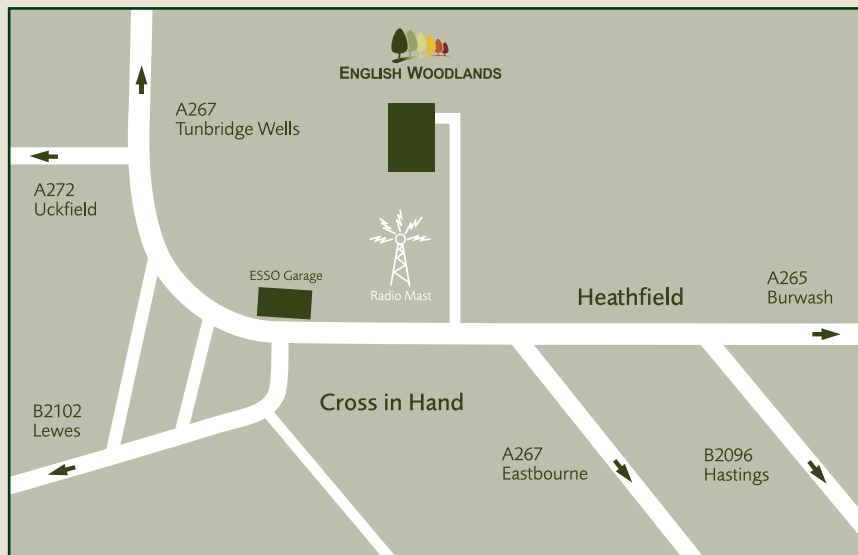 ENGLISH WOODLANDS
A267
Tunbridge Wells
A272
Uckfield
ESSO Garage
Radio Mast
Heathfield
A265
Burwash
Cross in Hand
B2102
Lewes
A267
Eastbourne
B2096
Hastings